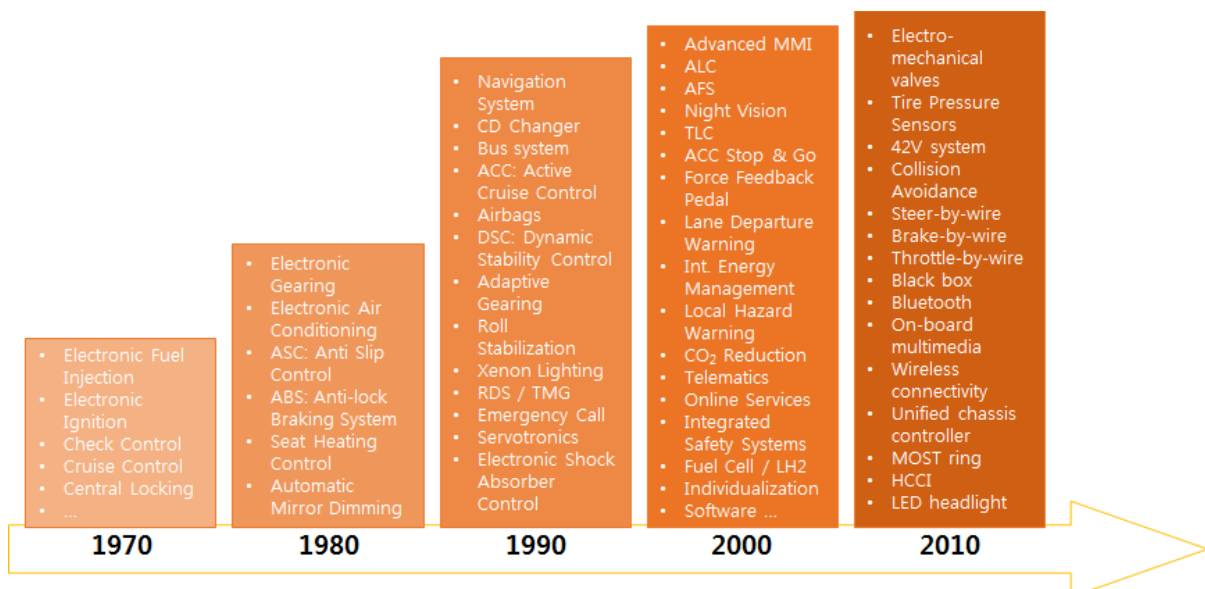 • Electronic Fuel
Injection
• Electronic
Ignition
• Check Control
• Cruise Control
• Central Locking
• ...
1970
• Electronic
Gearing
• Electronic Air
Conditioning
• ASC: Anti Slip
Control
• ABS: Anti-lock
Braking System
• Seat Heating
Control
• Automatic
Mirror Dimming
1980
• Navigation
System
• CD Changer
• Bus system
• ACC: Active
Cruise Control
• Airbags
• DSC: Dynamic
Stability Control
• Adaptive
Gearing
• Roll
Stabilization
• Xenon Lighting
• RDS / TMG
• Emergency Call
• Servotronics
• Electronic Shock
Absorber
Control
1990
• Advanced MMI
• ALC
• AFS
• Night Vision
• TLC
• ACC Stop & Go
• Force Feedback
Pedal
• Lane Departure
Warning
• Int. Energy
Management
• Local Hazard
Warning
• CO₂ Reduction
• Telematics
• Online Services
• Integrated
Safety Systems
• Fuel Cell / LH2
• Individualization
• Software ...
2000
• Electro-
mechanical
valves
• Tire Pressure
Sensors
• 42V system
• Collision
Avoidance
• Steer-by-wire
• Brake-by-wire
• Throttle-by-wire
• Black box
• Bluetooth
• On-board
multimedia
• Wireless
connectivity
• Unified chassis
controller
• MOST ring
• HCCI
• LED headlight
2010